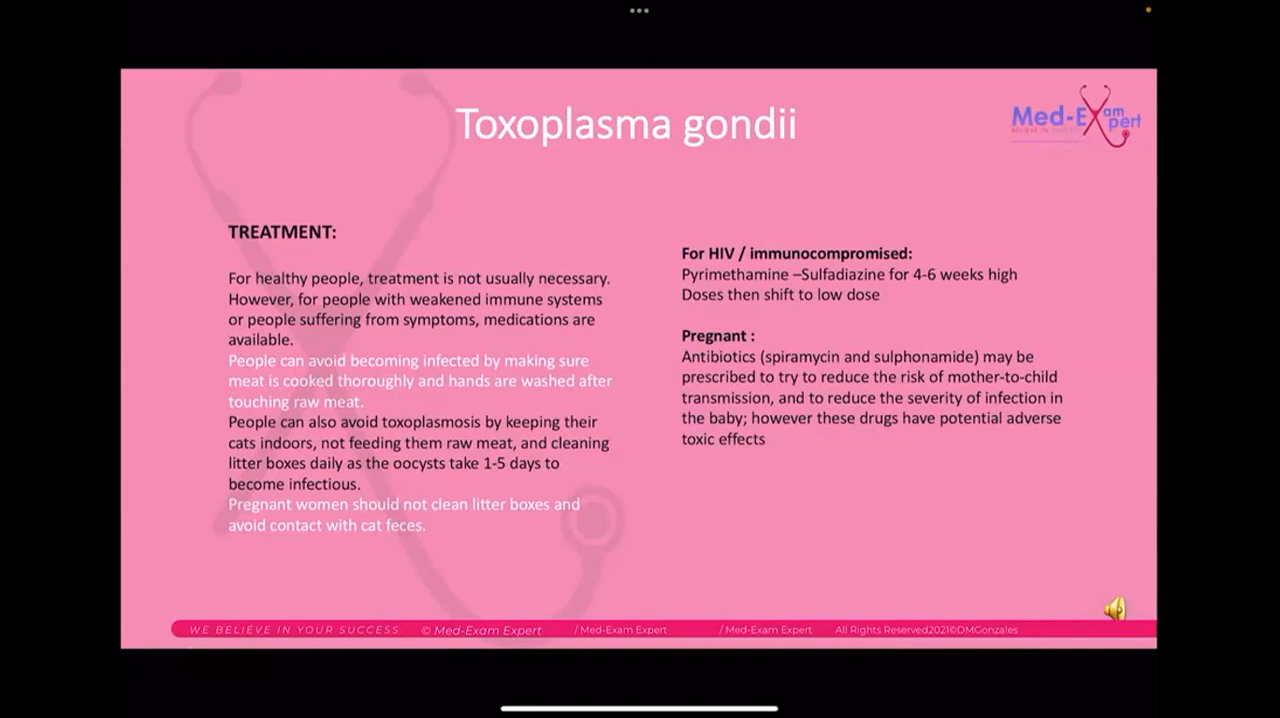 Toxoplasma gondii
Med-Exam
pert
TREATMENT:
For healthy people, treatment is not usually necessary.
However, for people with weakened immune systems
or people suffering from symptoms, medications are
available.
People can avoid becoming infected by making sure
meat is cooked thoroughly and hands are washed after
touching raw meat.
People can also avoid toxoplasmosis by keeping their
cats indoors, not feeding them raw meat, and cleaning
litter boxes daily as the oocysts take 1-5 days to
become infectious.
Pregnant women should not clean litter boxes and
avoid contact with cat feces.
For HIV / immunocompromised:
Pyrimethamine –Sulfadiazine for 4-6 weeks high
Doses then shift to low dose
Pregnant :
Antibiotics (spiramycin and sulphonamide) may be
prescribed to try to reduce the risk of mother-to-child
transmission, and to reduce the severity of infection in
the baby; however these drugs have potential adverse
toxic effects
WE BELIEVE IN YOUR SUCCESS © Med-Exam Expert / Med-Exam Expert / Med-Exam Expert All Rights Reserved2021©DMGonzales